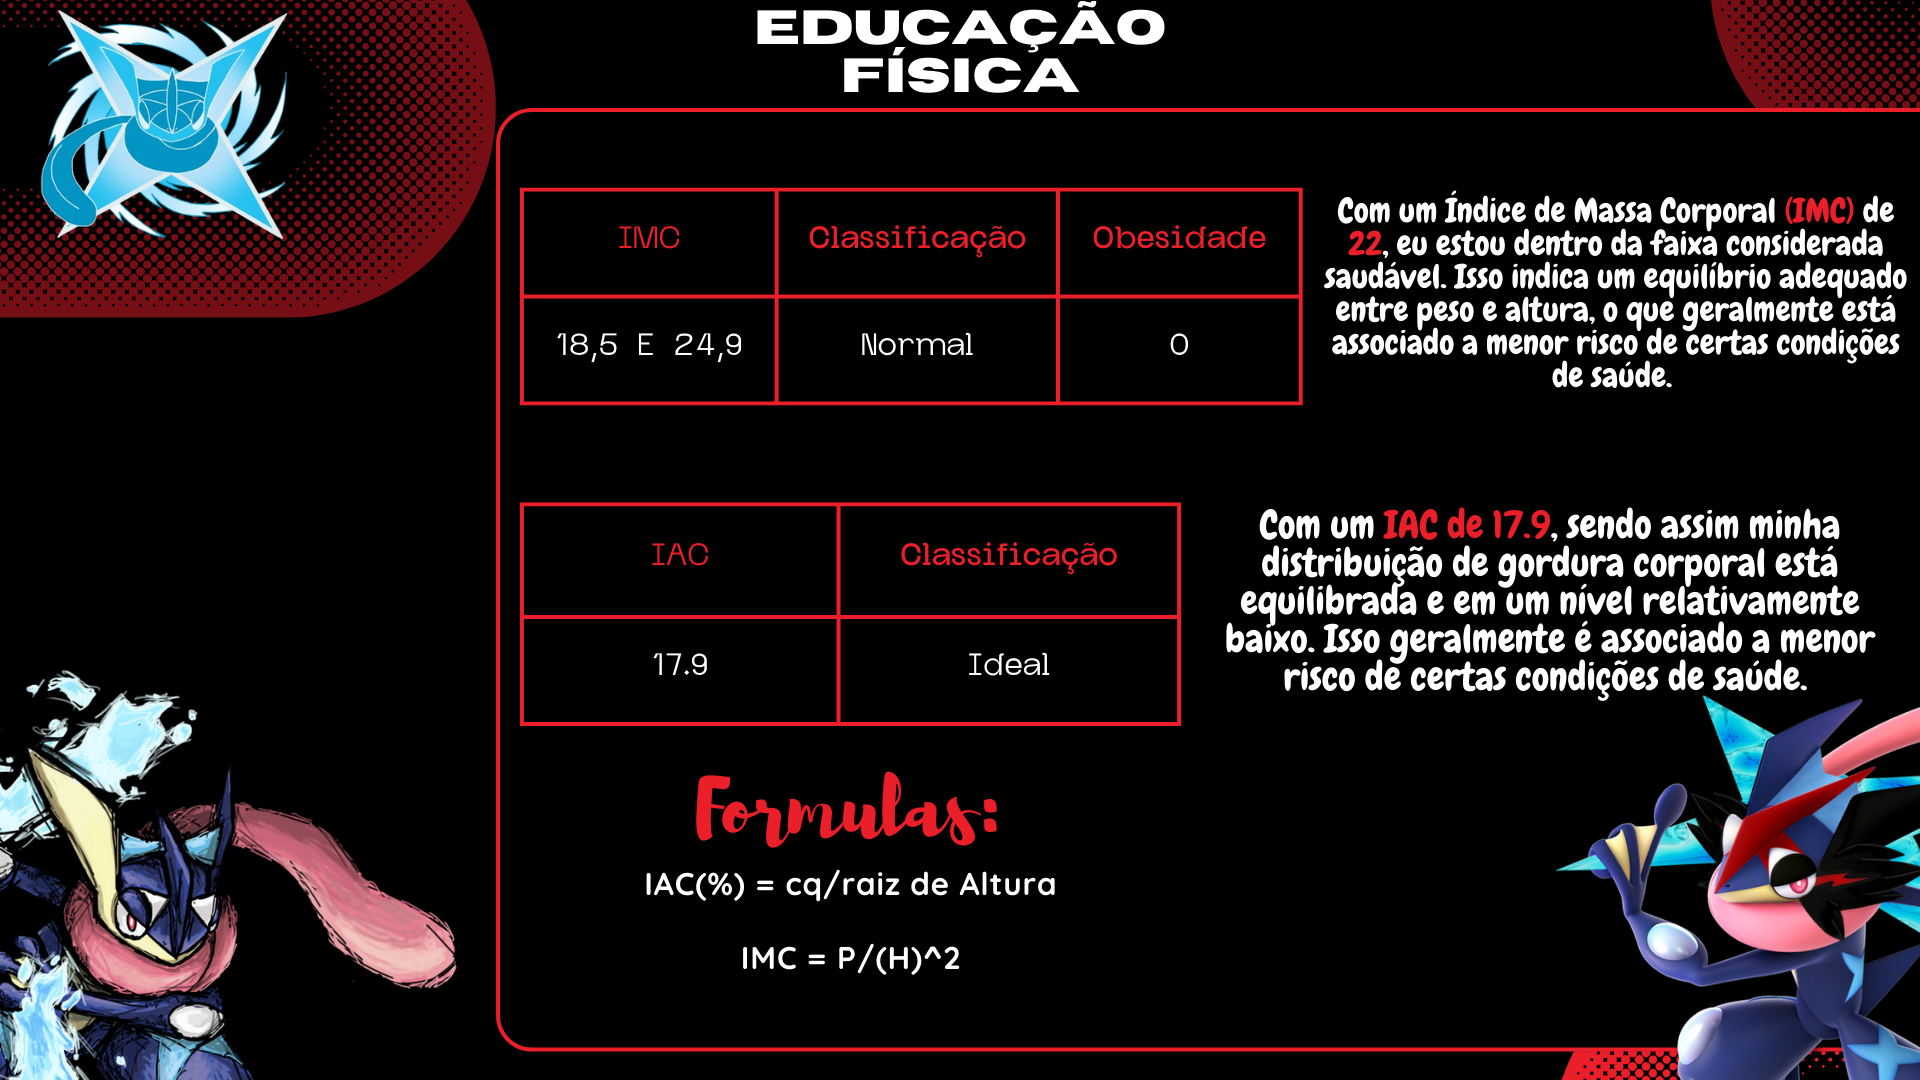 EDUCAÇÃO
FÍSICA
IMC Classificação Obesidade
18,5 E 24,9 Normal 0
Com um Índice de Massa Corporal (IMC) de
22, eu estou dentro da faixa considerada
saudável. Isso indica um equilíbrio adequado
entre peso e altura, o que geralmente está
associado a menor risco de certas condições
de saúde.
IAC Classificação
17.9 Ideal
Com um IAC de 17.9, sendo assim minha
distribuição de gordura corporal está
equilibrada e em um nível relativamente
baixo. Isso geralmente é associado a menor
risco de certas condições de saúde.
Formulas:
IAC(%) = cq/raiz de Altura
IMC = P/(H)^2